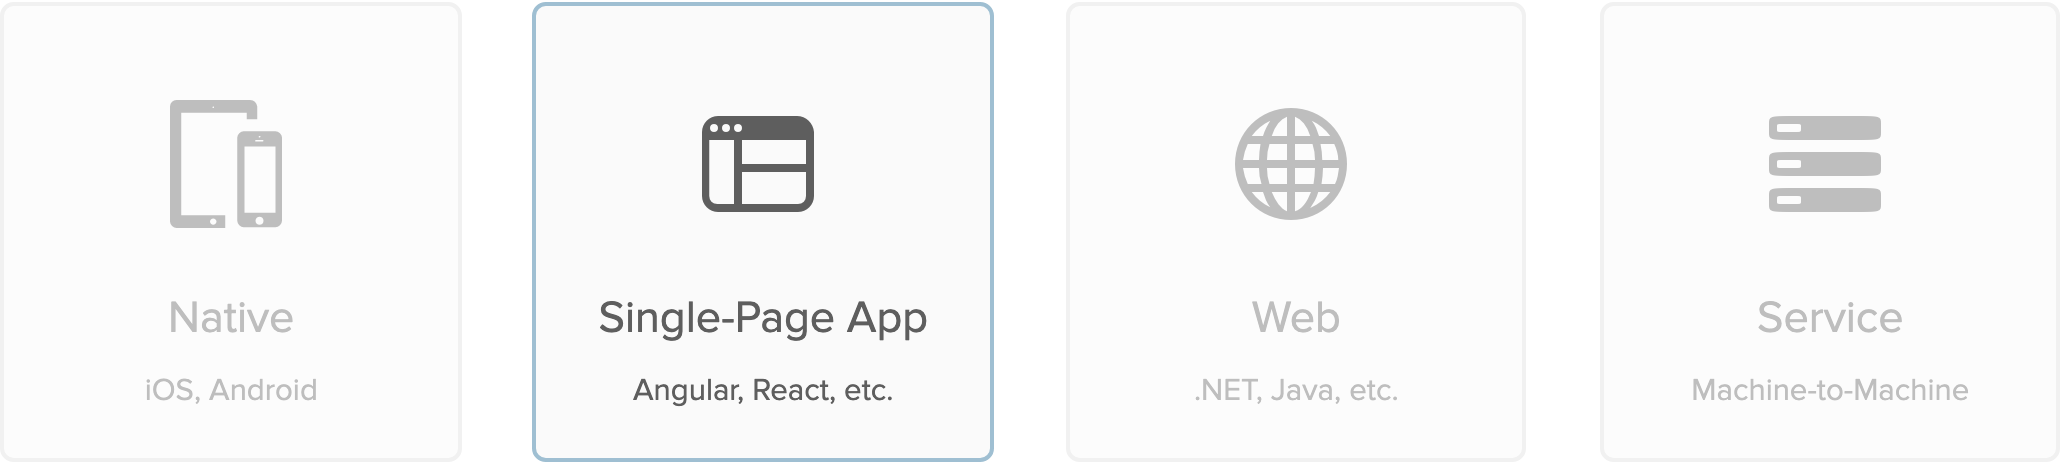 Native
iOS, Android
Single-Page App
Angular, React, etc.
Web
.NET, Java, etc.
Service
Machine-to-Machine